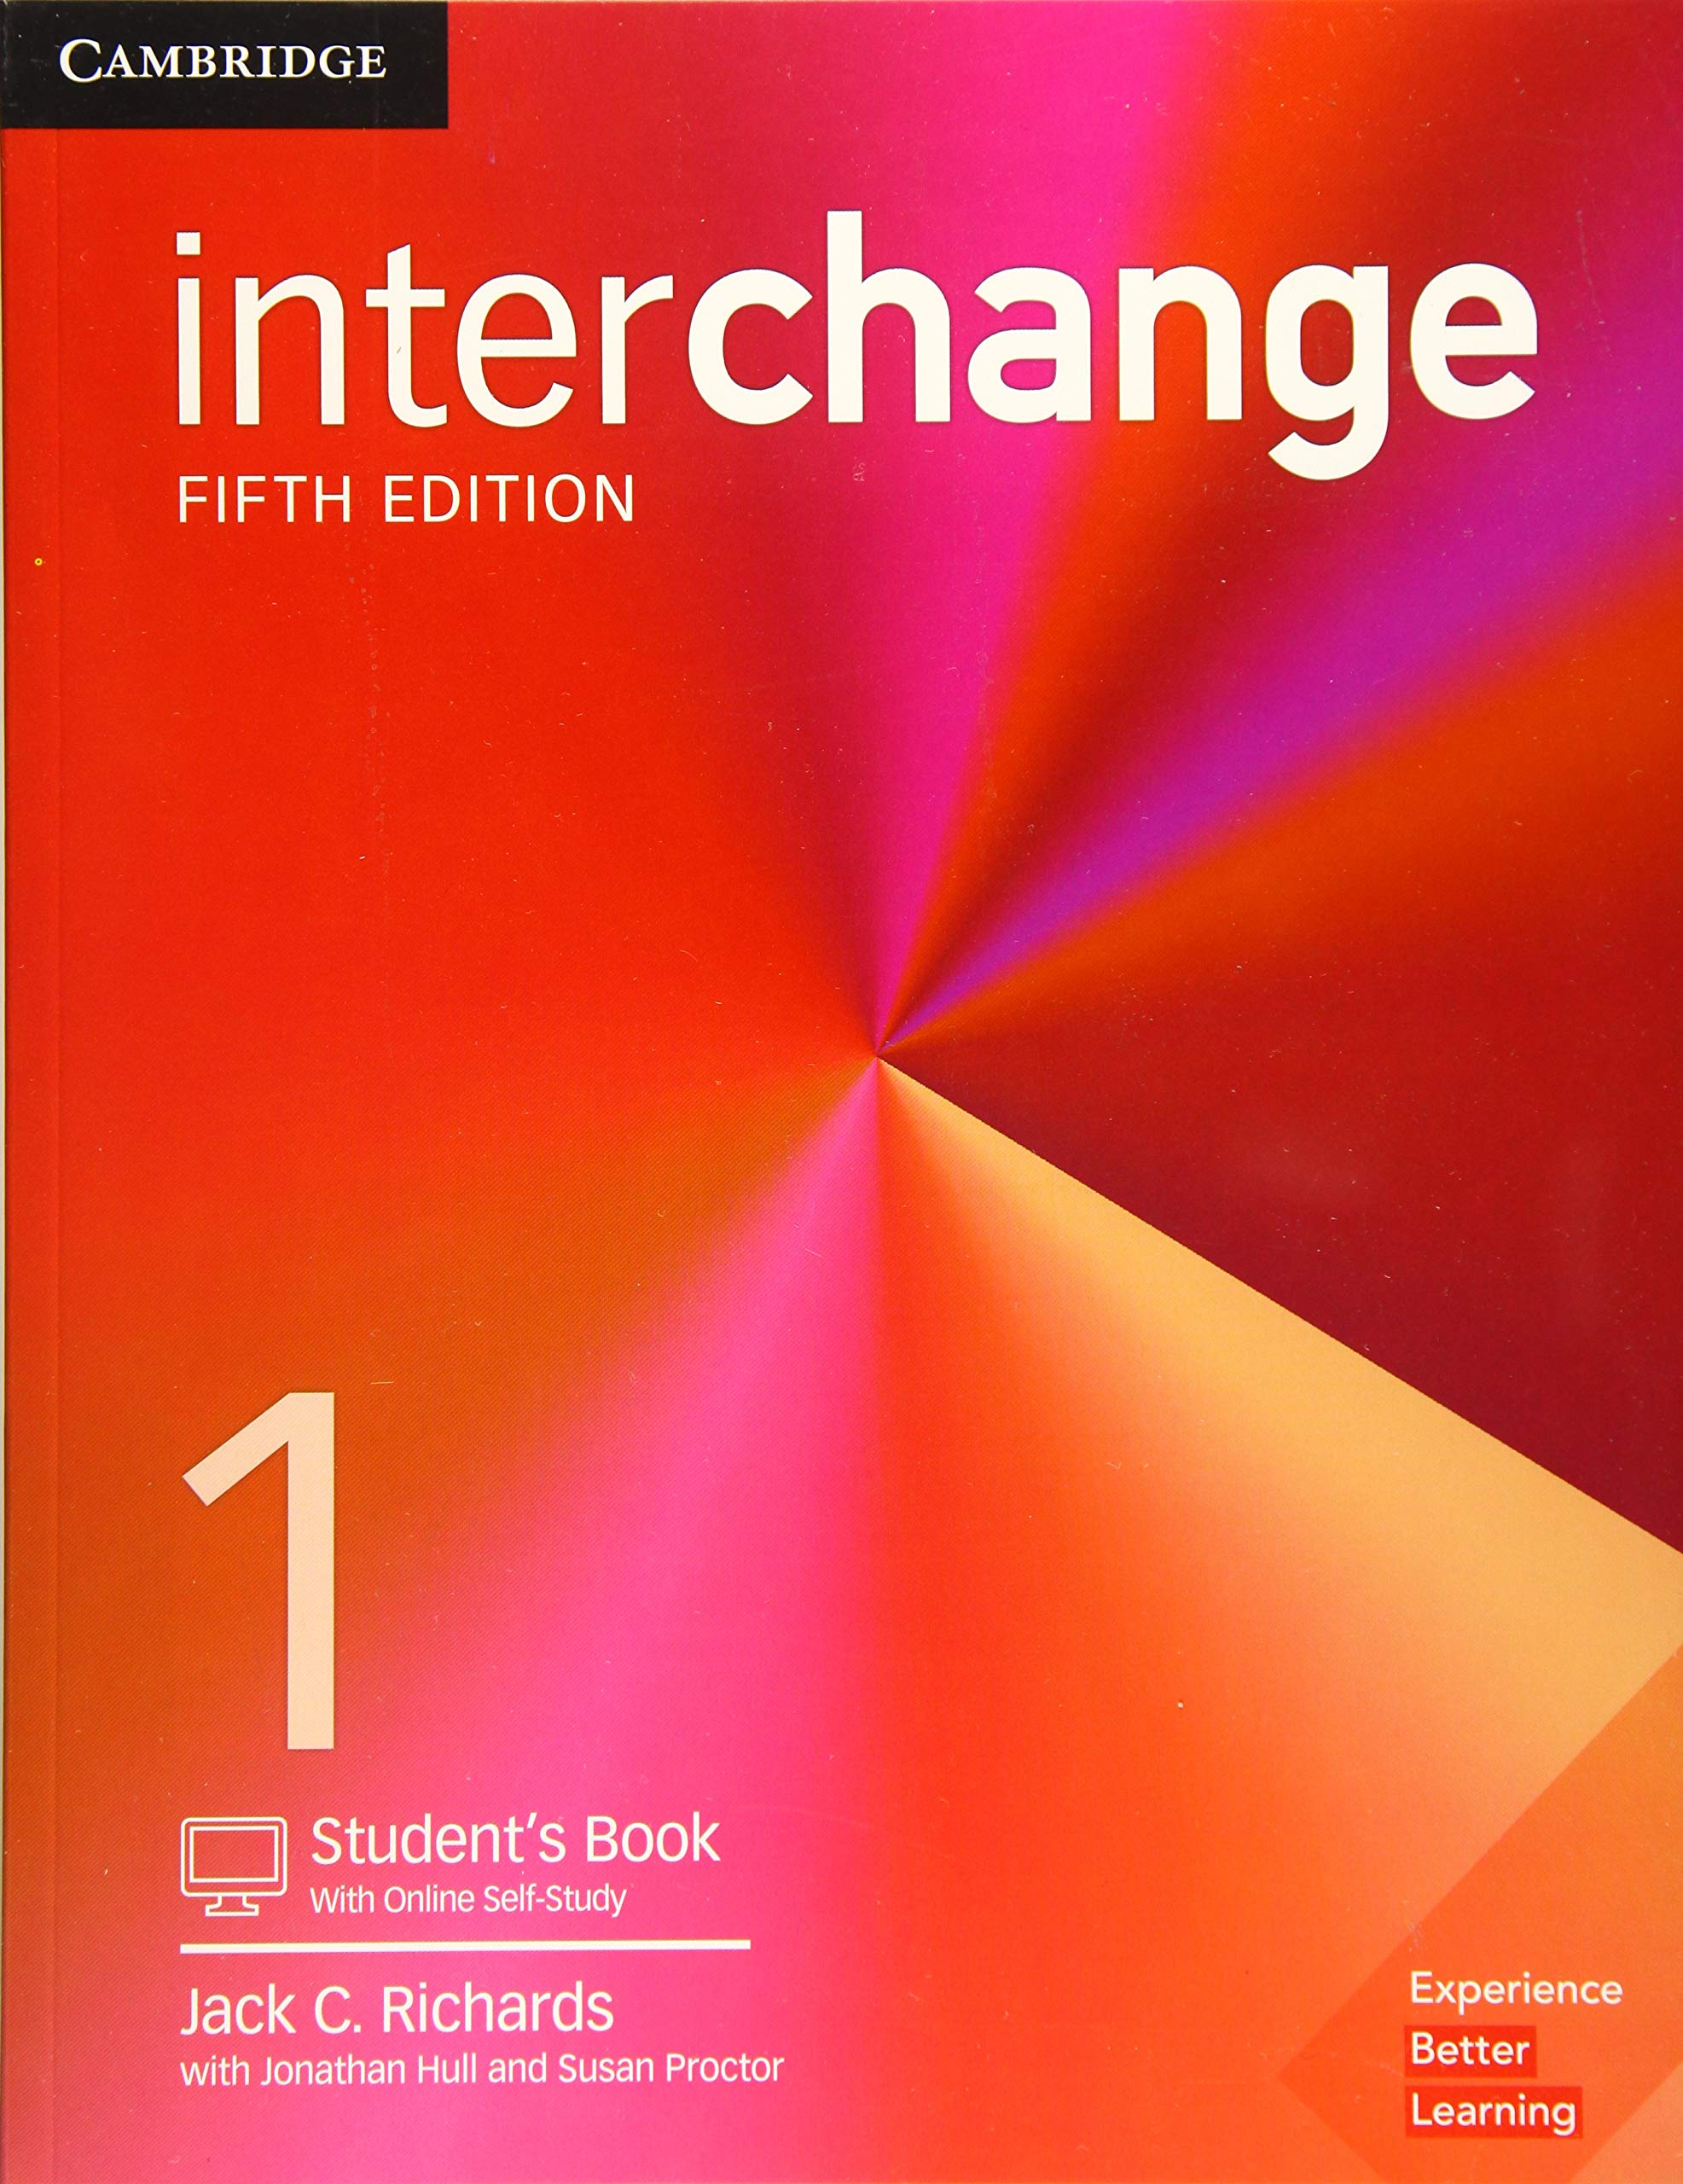 CAMBRIDGE
interchange
FIFTH EDITION
1
Student's Book
With Online Self-Study
Jack C. Richards
with Jonathan Hull and Susan Proctor
Experience
Better
Learning